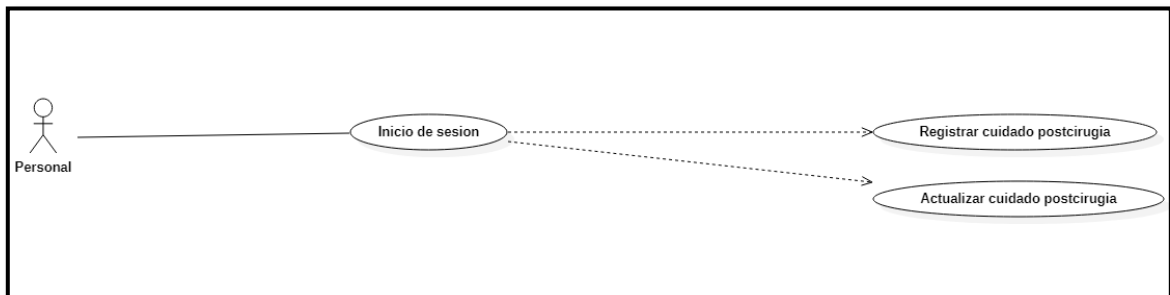 Personal
Inicio de sesion
Registrar cuidado postcirugia
Actualizar cuidado postcirugia